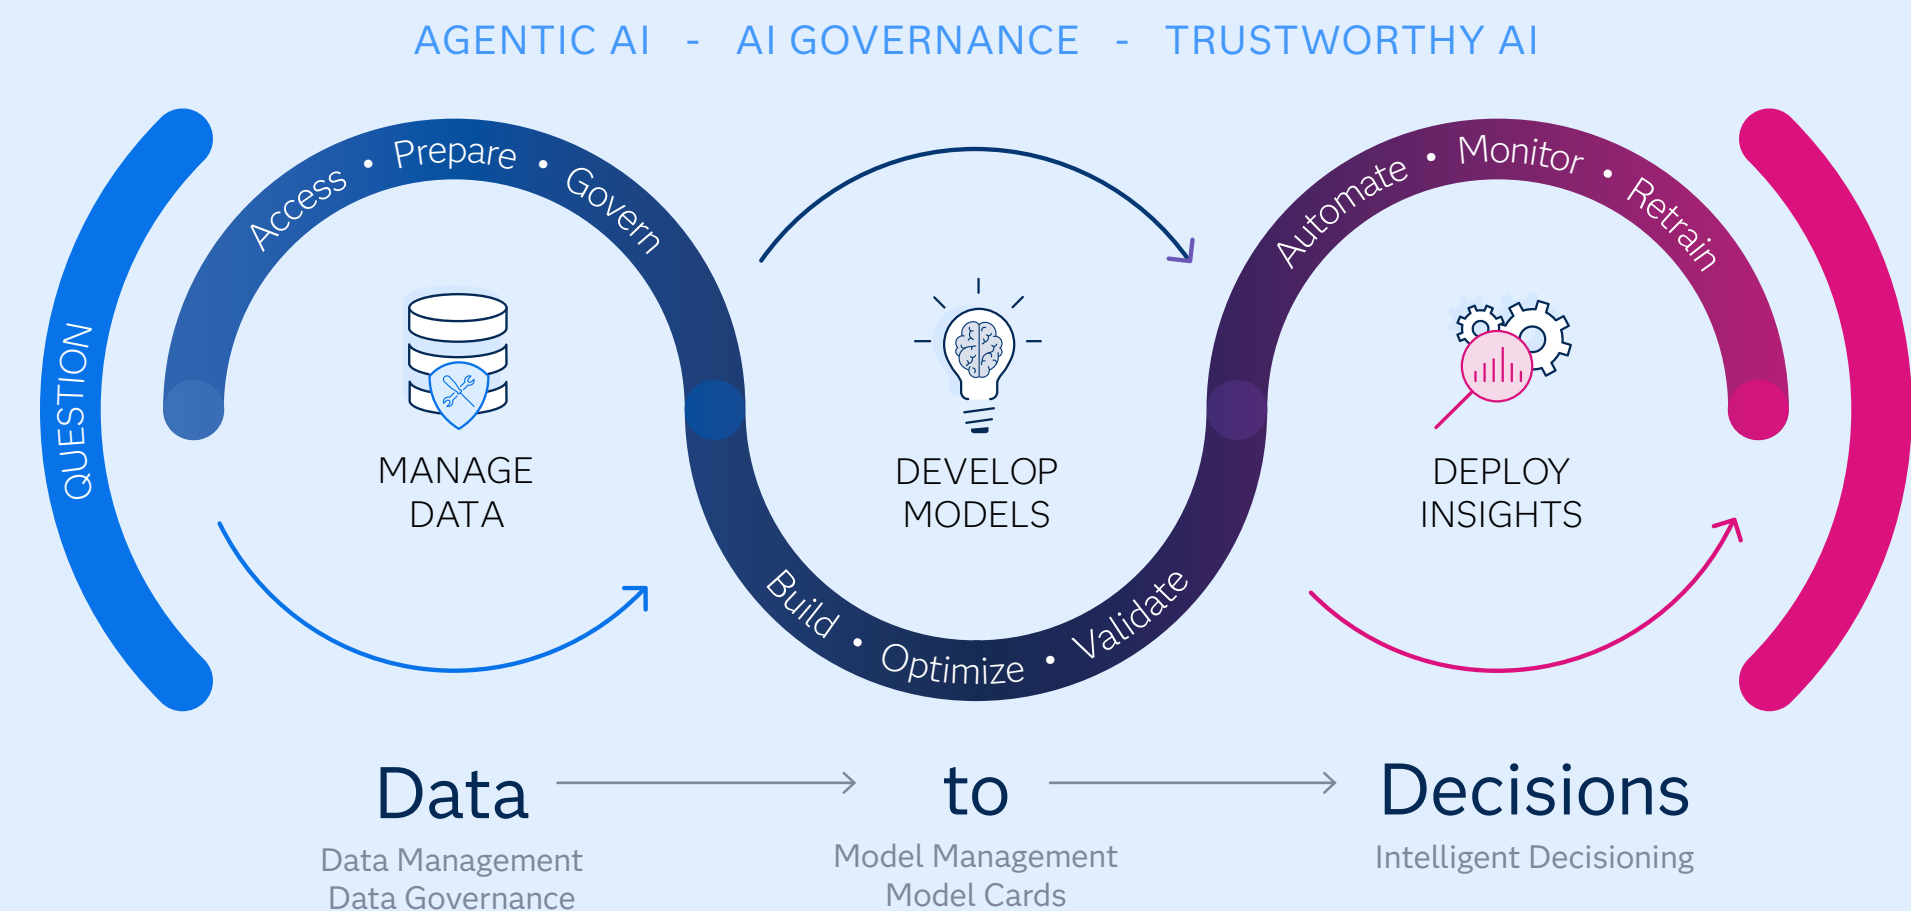 AGENTIC AI - AI GOVERNANCE - TRUSTWORTHY AI
QUESTION
Access • Prepare • Govern
MANAGE
DATA
Build • Optimize • Validate
DEVELOP
MODELS
Automate • Monitor • Retrain
DEPLOY
INSIGHTS
Data to Decisions
Data Management
Data Governance
Model Management
Model Cards
Intelligent Decisioning